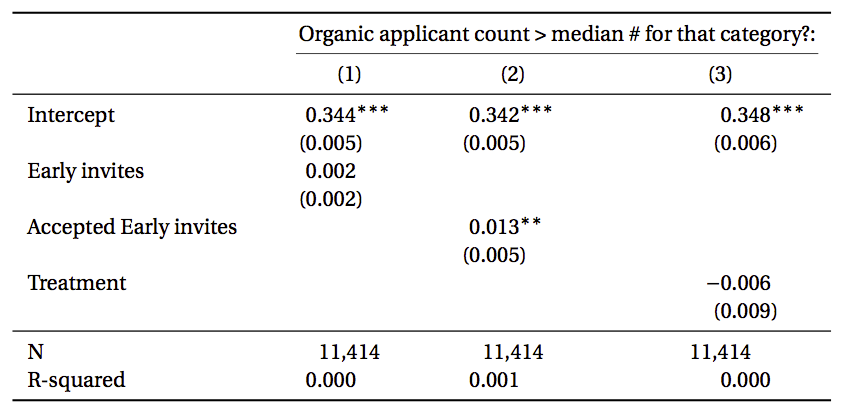 Organic applicant count > median # for that category?:
(1) (2) (3)
Intercept 0.344*** 0.342*** 0.348***
(0.005) (0.005) (0.006)
Early invites 0.002
(0.002)
Accepted Early invites 0.013**
(0.005)
Treatment −0.006
(0.009)
N 11,414 11,414 11,414
R-squared 0.000 0.001 0.000